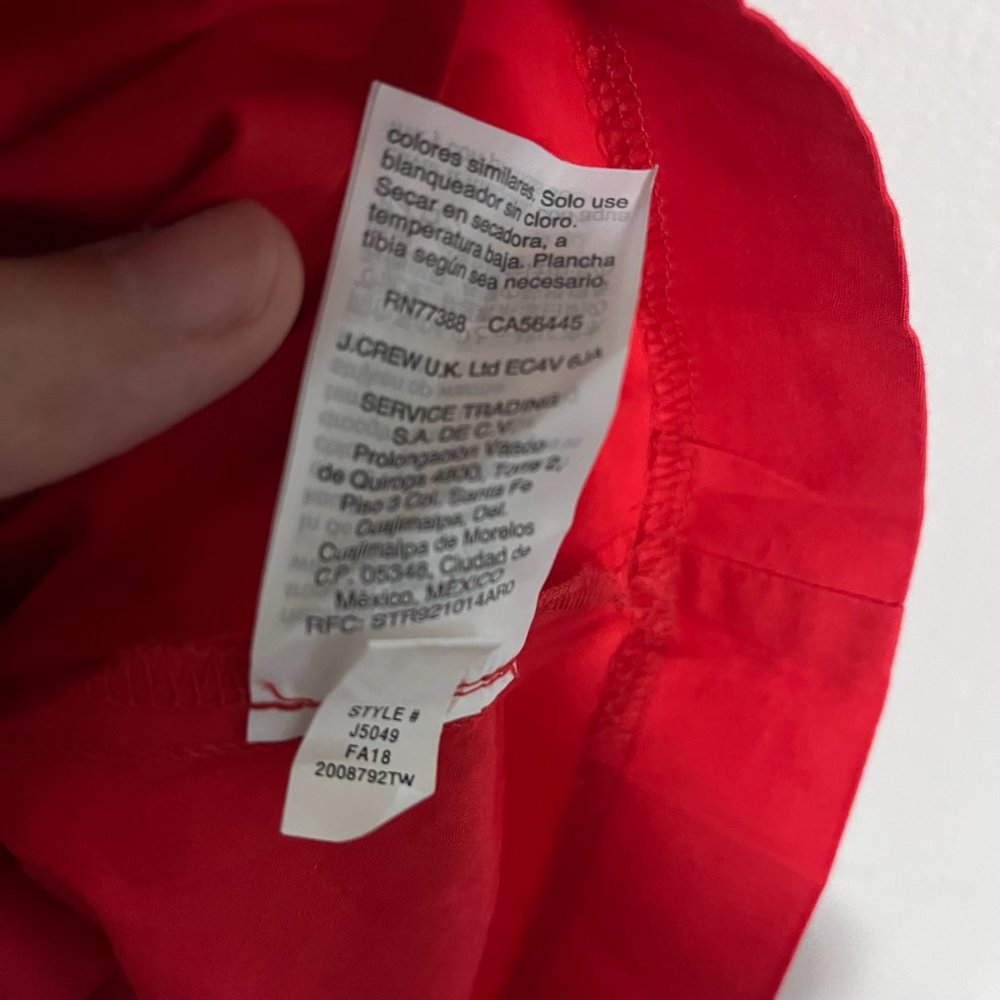 colores similares. Solo use
blanqueador sin cloro.
Secar en secadora, a
temperatura baja. Plancha
tibia según sea necesario
RN77388 CA56445
J.CREW U.K. Ltd EC4V 6JA
SERVICE TRADING
S.A. DE C.V.
Prolongación Vasco
de Quiroga 4800, Torre 2,
Piso 3 Col. Santa Fe
Cuajimalpa, Del.
Cuajimalpa de Morelos
C.P. 05348, Ciudad de
México, MÉXICO
RFC: STR921014AR0
STYLE #
J5049
FA18
2008792TW